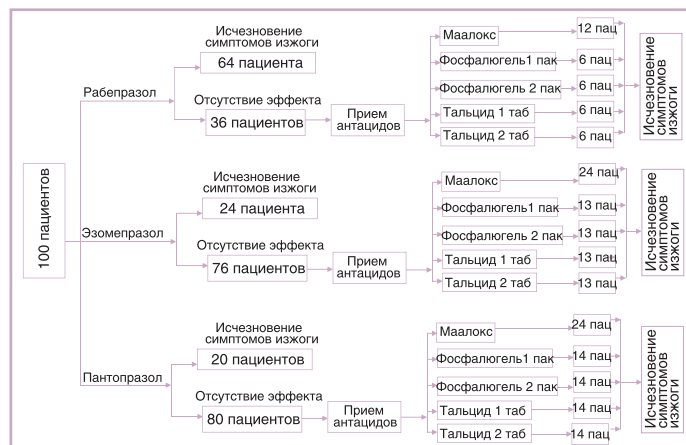 100 пациентов
Рабепразол
Исчезновение
симптомов изжоги
64 пациента
Отсутствие эффекта
36 пациентов
Прием
антацидов
Маалокс
12 пац
Фосфалюгель1 пак
6 пац
Фосфалюгель 2 пак
6 пац
Тальцид 1 таб
6 пац
Тальцид 2 таб
6 пац
Исчезновение
симптомов
изжоги
Эзомепразол
Исчезновение
симптомов изжоги
24 пациента
Отсутствие эффекта
76 пациентов
Прием
антацидов
Маалокс
24 пац
Фосфалюгель1 пак
13 пац
Фосфалюгель 2 пак
13 пац
Тальцид 1 таб
13 пац
Тальцид 2 таб
13 пац
Исчезновение
симптомов
изжоги
Пантопразол
Исчезновение
симптомов изжоги
20 пациентов
Отсутствие эффекта
80 пациентов
Прием
антацидов
Маалокс
24 пац
Фосфалюгель1 пак
14 пац
Фосфалюгель 2 пак
14 пац
Тальцид 1 таб
14 пац
Тальцид 2 таб
14 пац
Исчезновение
симптомов
изжоги